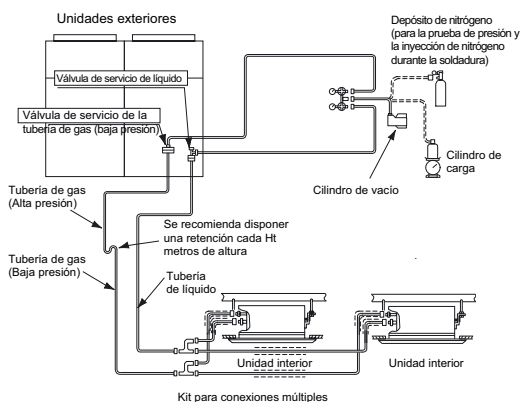 Unidades exteriores
Depósito de nitrógeno
(para la prueba de presión y
la inyección de nitrógeno
durante la soldadura)
Válvula de servicio de líquido
Válvula de servicio de la
tubería de gas (baja presión)
Cilindro de
carga
Cilindro de vacío
Tubería de gas
(Alta presión)
Se recomienda disponer
una retención cada Ht
metros de altura
Tubería de gas
(Baja presión)
Tubería
de líquido
Unidad interior
Unidad interior
Kit para conexiones múltiples